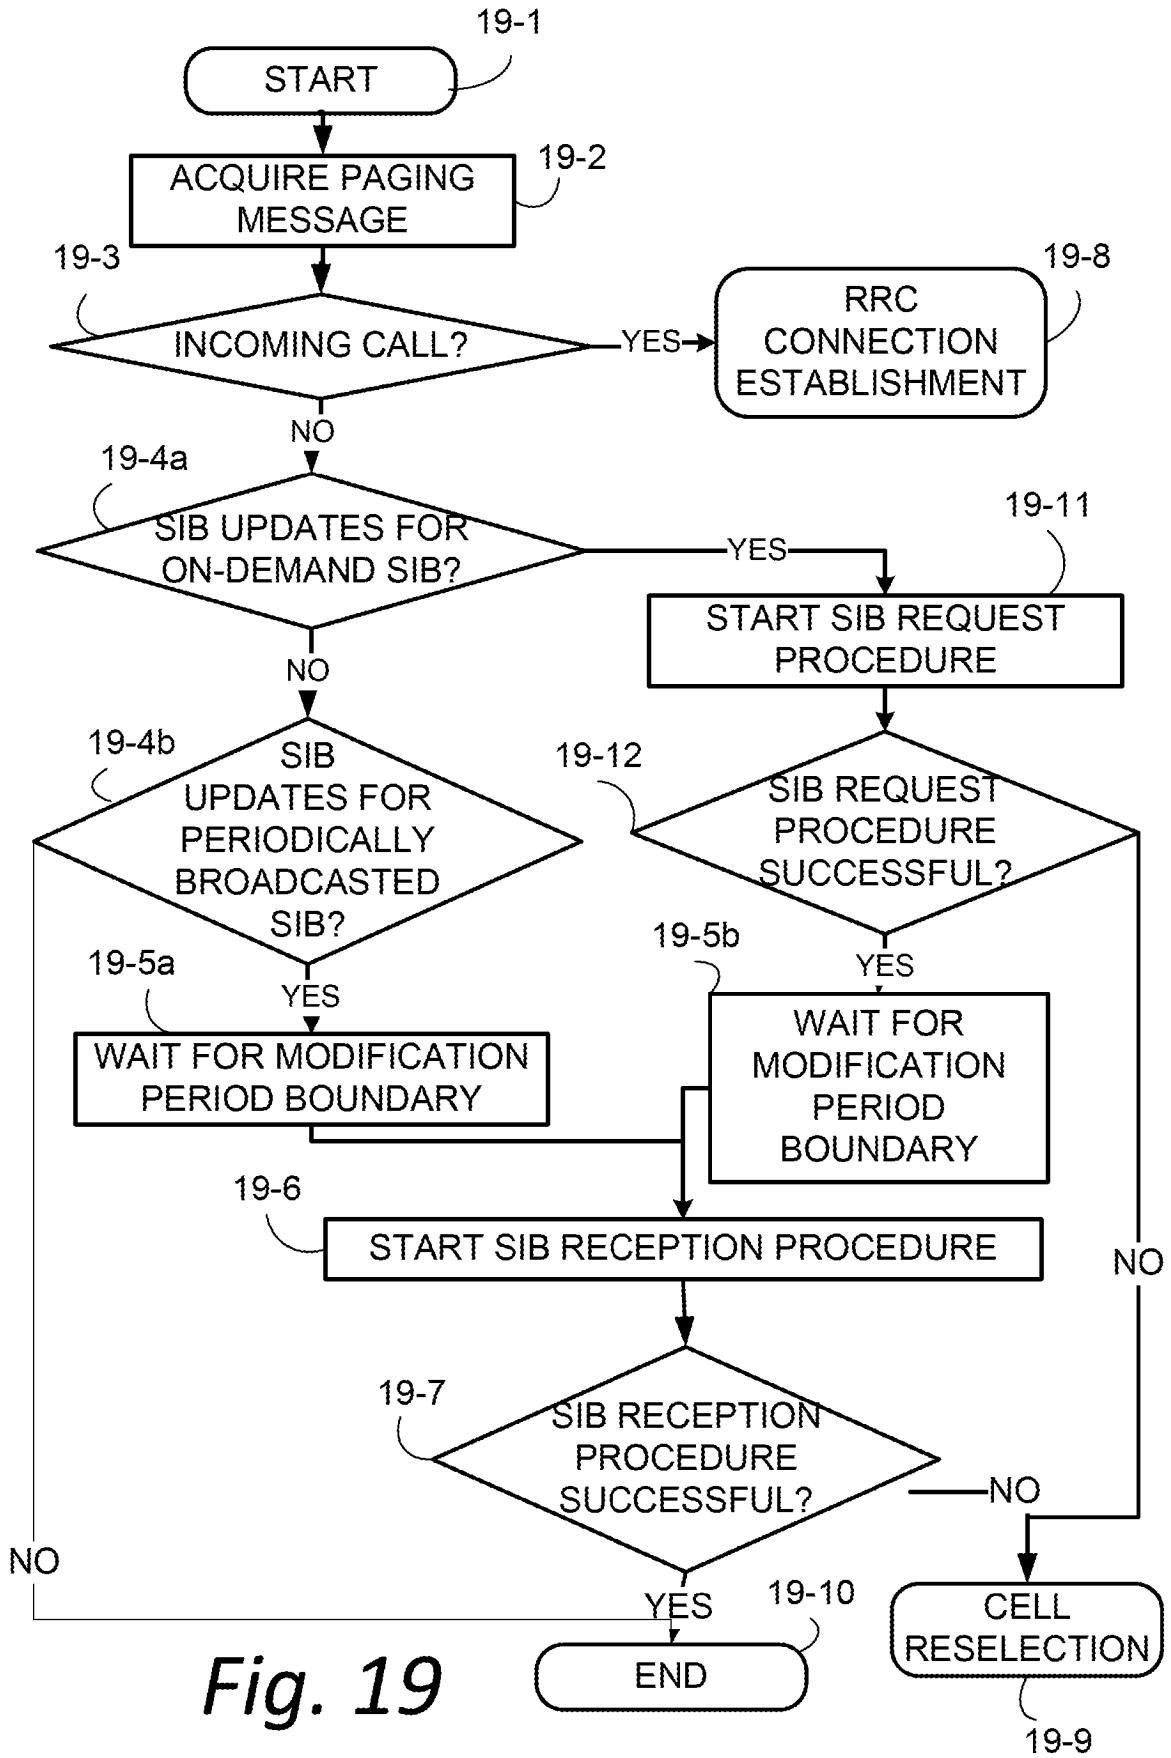 19-1
START
19-2
ACQUIRE PAGING
MESSAGE
19-3
INCOMING CALL?
YES
19-8
RRC
CONNECTION
ESTABLISHMENT
NO
19-4a
SIB UPDATES FOR
ON-DEMAND SIB?
YES
19-11
START SIB REQUEST
PROCEDURE
NO
19-4b
SIB
UPDATES FOR
PERIODICALLY
BROADCASTED
SIB?
19-12
SIB REQUEST
PROCEDURE
SUCCESSFUL?
19-5a
YES
WAIT FOR MODIFICATION
PERIOD BOUNDARY
19-5b
YES
WAIT FOR
MODIFICATION
PERIOD
BOUNDARY
19-6
START SIB RECEPTION PROCEDURE
NO
19-7
SIB RECEPTION
PROCEDURE
SUCCESSFUL?
NO
NO
YES
19-10
END
CELL
RESELECTION
19-9
Fig. 19